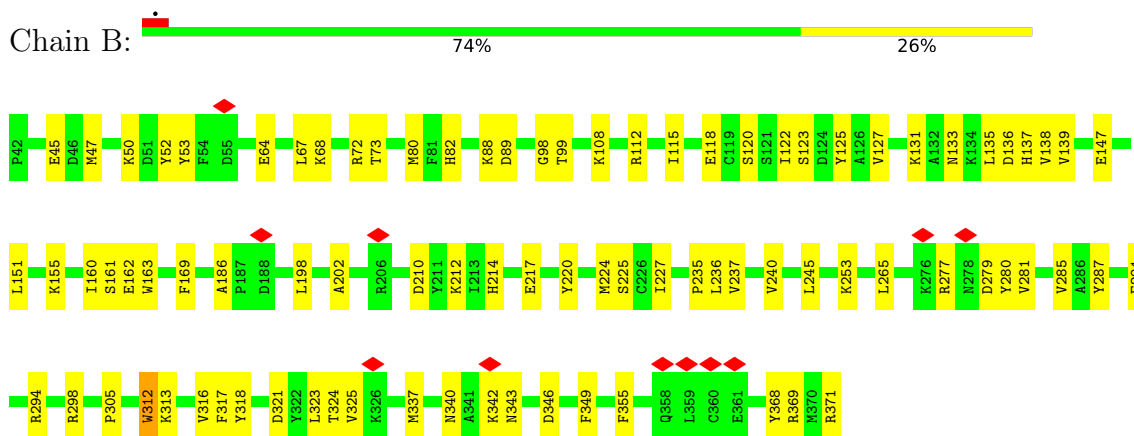 Chain B:
74%
26%
P42 E45 D46 M47 K50 D51 Y52 Y53 F54 D55 E64 L67 K68 R72 T73 M80 F81 H82 K88 D89 G98 T99 K108 R112 I115 E118 C119 S120 S121 I122 S123 D124 Y125 A126 V127 K131 A132 N133 K134 L135 D136 H137 V138 V139 E147
L151 K155 I160 S161 E162 W163 F169 A186 P187 D188 L198 A202 R206 D210 Y211 K212 I213 H214 E217 Y220 M224 S225 C226 I227 P235 L236 V237 V240 L245 K253 L265 K276 R277 N278 D279 Y280 V281 V285 A286 Y287
R294 R298 P305 W312 K313 V316 F317 Y318 D321 Y322 L323 T324 V325 K326 M337 N340 A341 K342 N343 D346 F349 F355 Q358 L359 C360 E361 Y368 R369 M370 R371